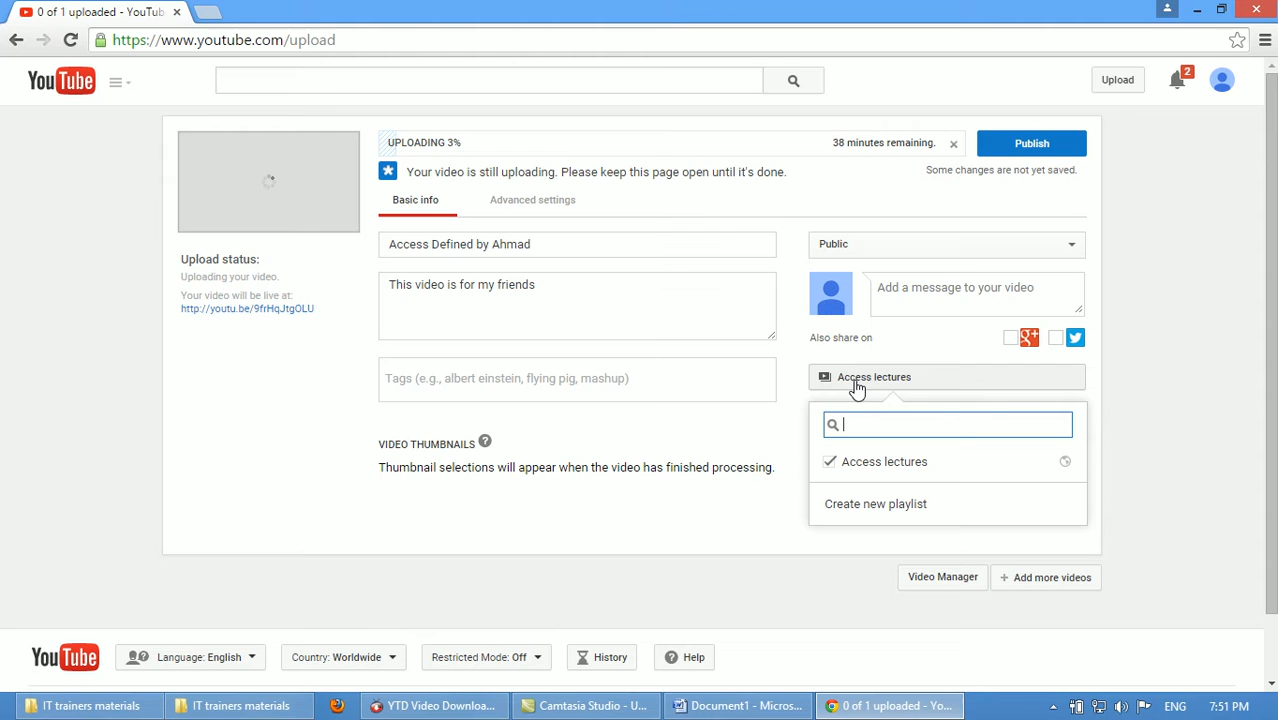 0 of 1 uploaded - YouTub
https://www.youtube.com/upload
YouTube
Upload
2
UPLOADING 3%
38 minutes remaining.
Publish
Your video is still uploading. Please keep this page open until it's done.
Some changes are not yet saved.
Basic info
Advanced settings
Access Defined by Ahmad
Public
This video is for my friends
Add a message to your video
Upload status:
Uploading your video.
Your video will be live at:
http://youtu.be/9frHqJtgOLU
Also share on
g+
Tags (e.g., albert einstein, flying pig, mashup)
Access lectures
VIDEO THUMBNAILS ?
Thumbnail selections will appear when the video has finished processing.
Access lectures
Create new playlist
Video Manager
+ Add more videos
YouTube
Language: English
Country: Worldwide
Restricted Mode: Off
History
Help
IT trainers materials
IT trainers materials
YTD Video Downloa...
Camtasia Studio - U...
Document1 - Micros...
0 of 1 uploaded - Yo...
ENG
7:51 PM